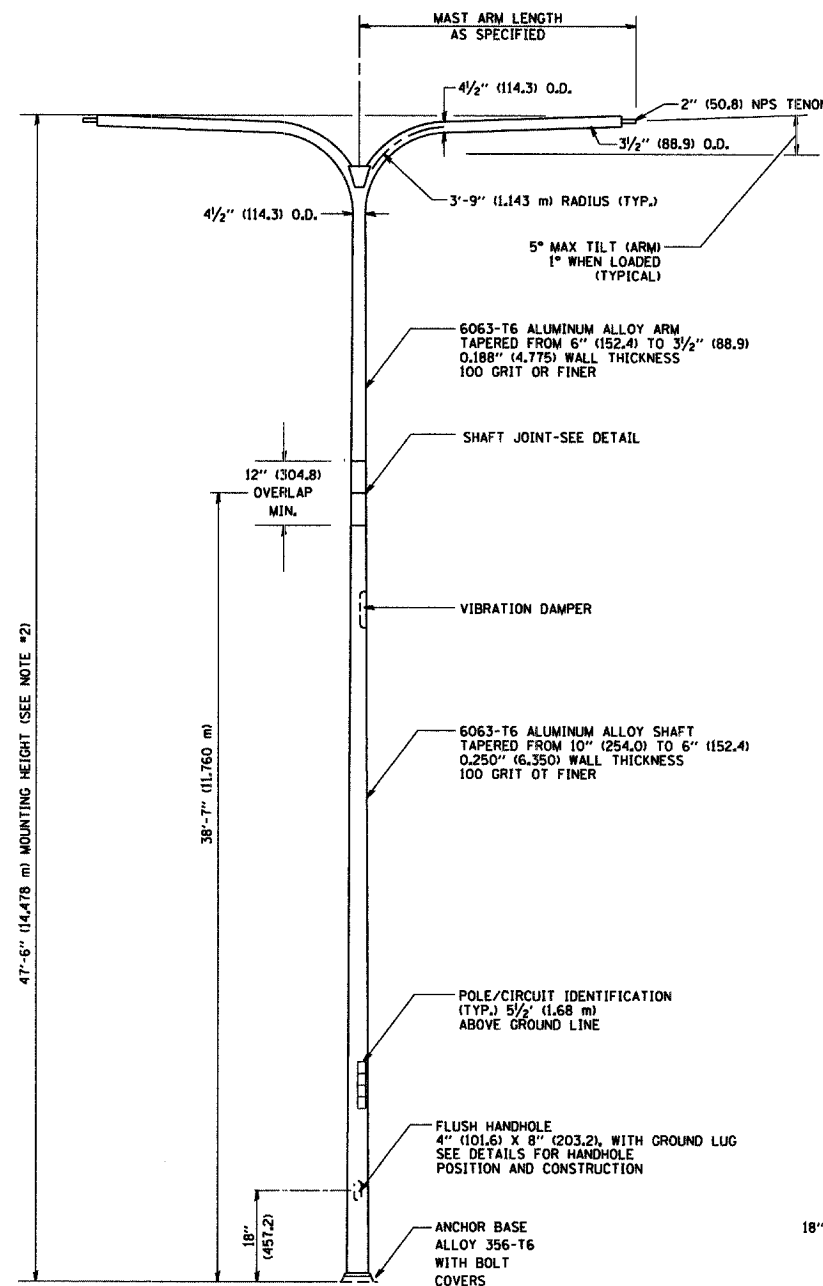 MAST ARM LENGTH
AS SPECIFIED
4½" (114.3) O.D.
2" (50.8) NPS TENON
3½" (88.9) O.D.
3'-9" (1.143 m) RADIUS (TYP.)
4½" (114.3) O.D.
5° MAX TILT (ARM)
1° WHEN LOADED
(TYPICAL)
6063-T6 ALUMINUM ALLOY ARM
TAPERED FROM 6" (152.4) TO 3½" (88.9)
0.188" (4.775) WALL THICKNESS
100 GRIT OR FINER
SHAFT JOINT-SEE DETAIL
12" (304.8)
OVERLAP
MIN.
VIBRATION DAMPER
47'-6" (14.478 m) MOUNTING HEIGHT (SEE NOTE #2)
38'-7" (11.760 m)
6063-T6 ALUMINUM ALLOY SHAFT
TAPERED FROM 10" (254.0) TO 6" (152.4)
0.250" (6.350) WALL THICKNESS
100 GRIT OT FINER
POLE/CIRCUIT IDENTIFICATION
(TYP.) 5½' (1.68 m)
ABOVE GROUND LINE
FLUSH HANDHOLE
4" (101.6) X 8" (203.2), WITH GROUND LUG
SEE DETAILS FOR HANDHOLE
POSITION AND CONSTRUCTION
18"
(457.2)
ANCHOR BASE
ALLOY 356-T6
WITH BOLT
COVERS
18"